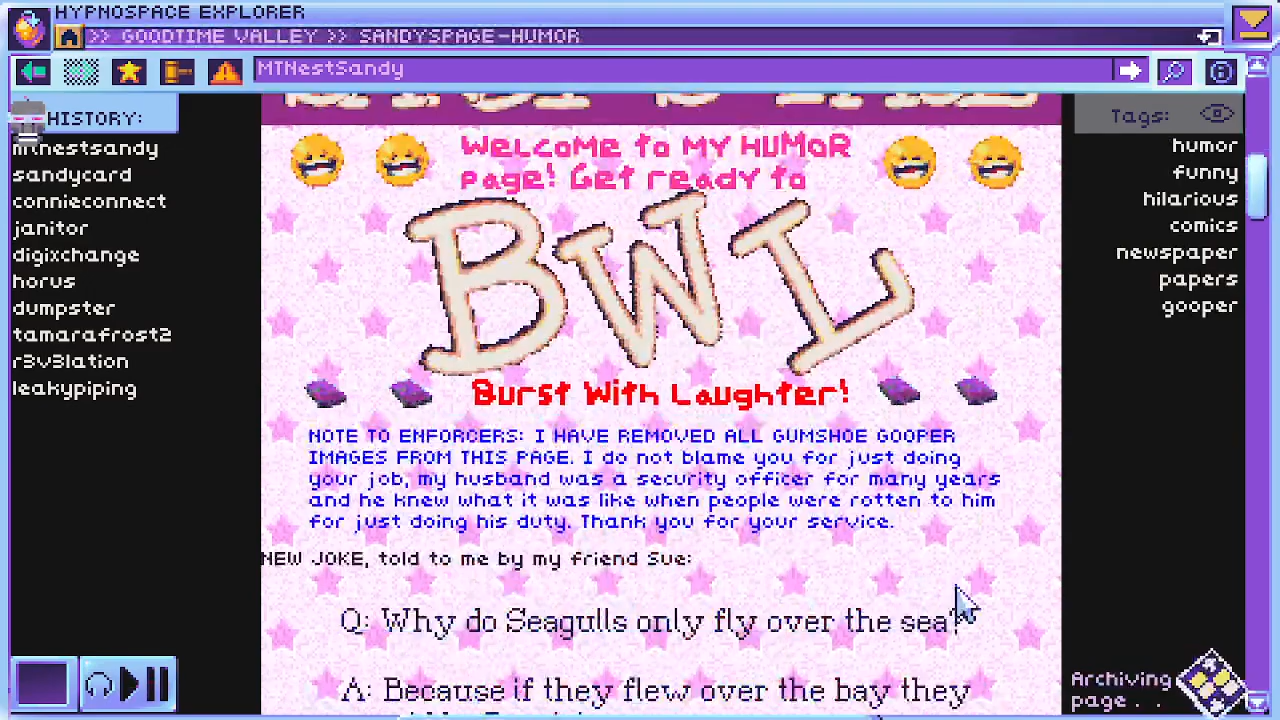 HYPNOSPACE EXPLORER
>> GOODTIME VALLEY >> SANDYSPAGE-HUMOR
MTNestSandy
HISTORY:
mtnestsandy
sandycard
connieconnect
janitor
digixchange
horus
dumpster
tamarafrost2
r3v3lation
leakypiping
Welcome to MY HUMOR
page! Get ready to
BWL
Burst With Laughter!
NOTE TO ENFORCERS: I HAVE REMOVED ALL GUMSHOE GOOPER
IMAGES FROM THIS PAGE. I do not blame you for just doing
your job, my husband was a security officer for many years
and he knew what it was like when people were rotten to him
for just doing his duty. Thank you for your service.
NEW JOKE, told to me by my friend Sue:
Q: Why do Seagulls only fly over the sea?
A: Because if they flew over the bay they
Tags:
humor
funny
hilarious
comics
newspaper
papers
gooper
Archiving
page . .